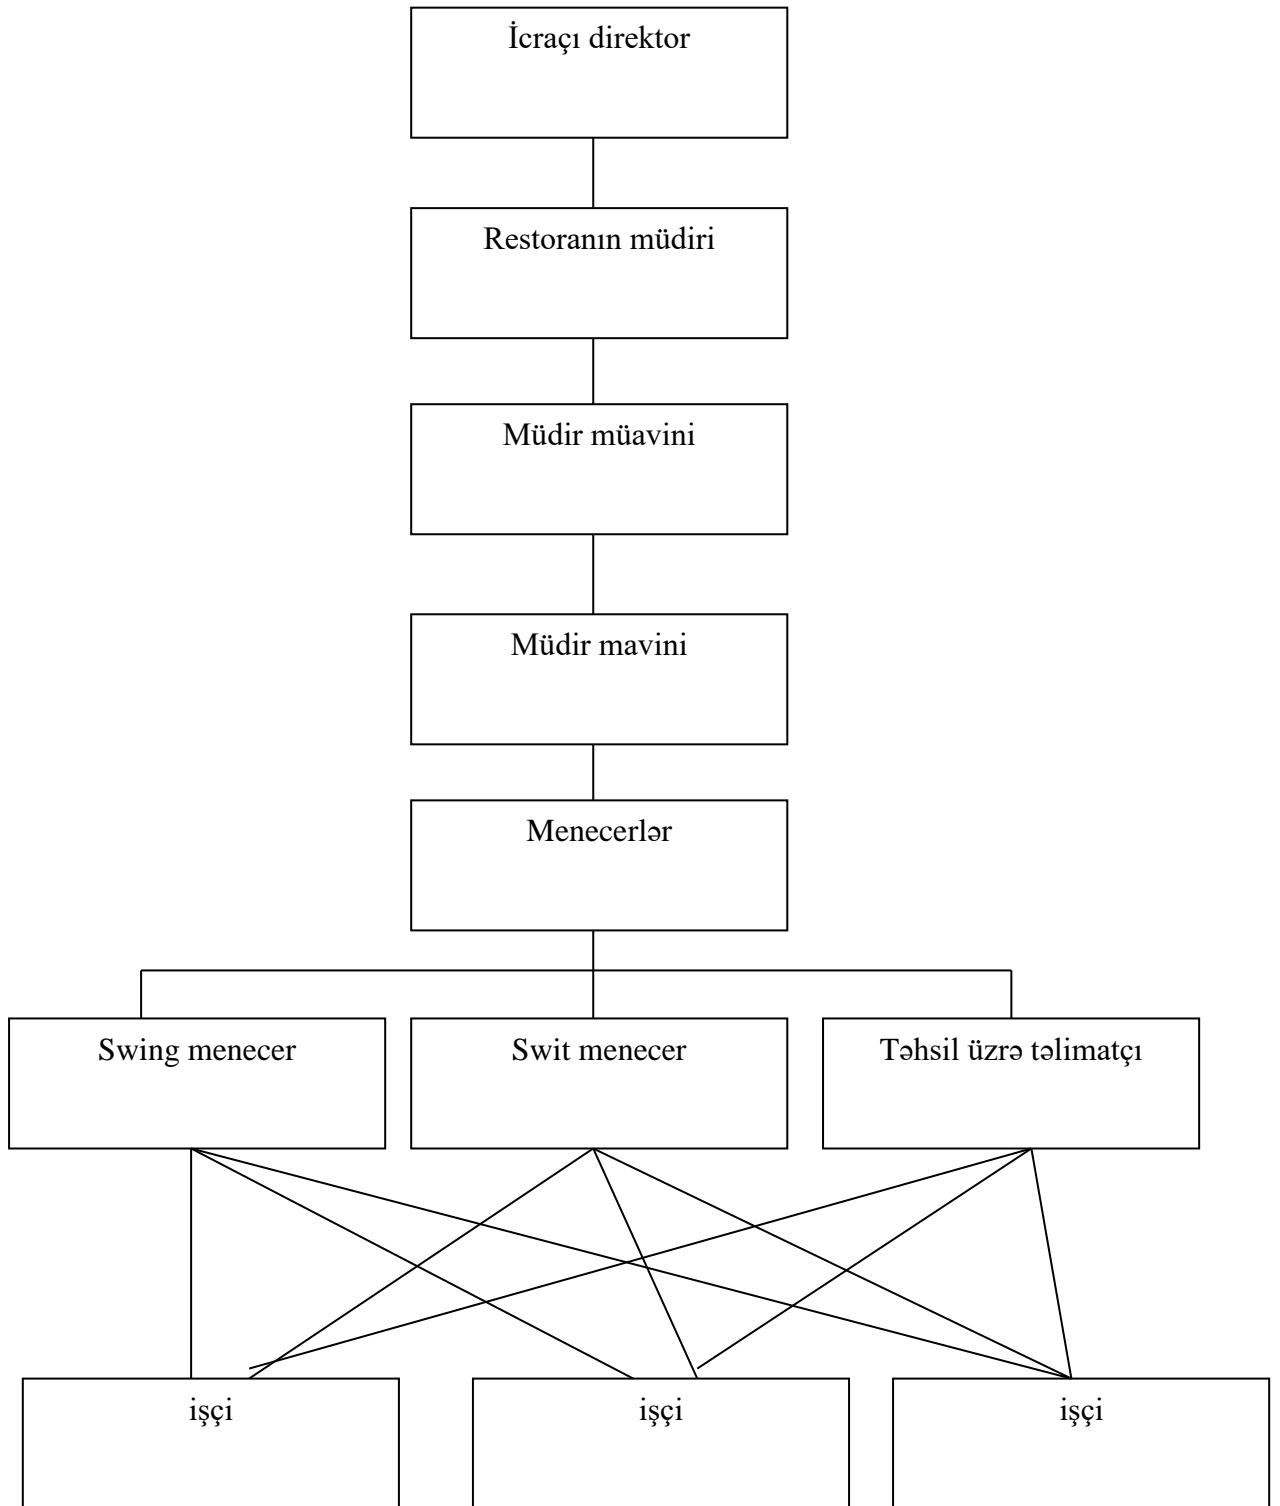 İcraçı direktor
Restoranın müdiri
Müdir müavini
Müdir mavini
Menecerlər
Swing menecer
Swit menecer
Təhsil üzrə təlimatçı
işçi
işçi
işçi